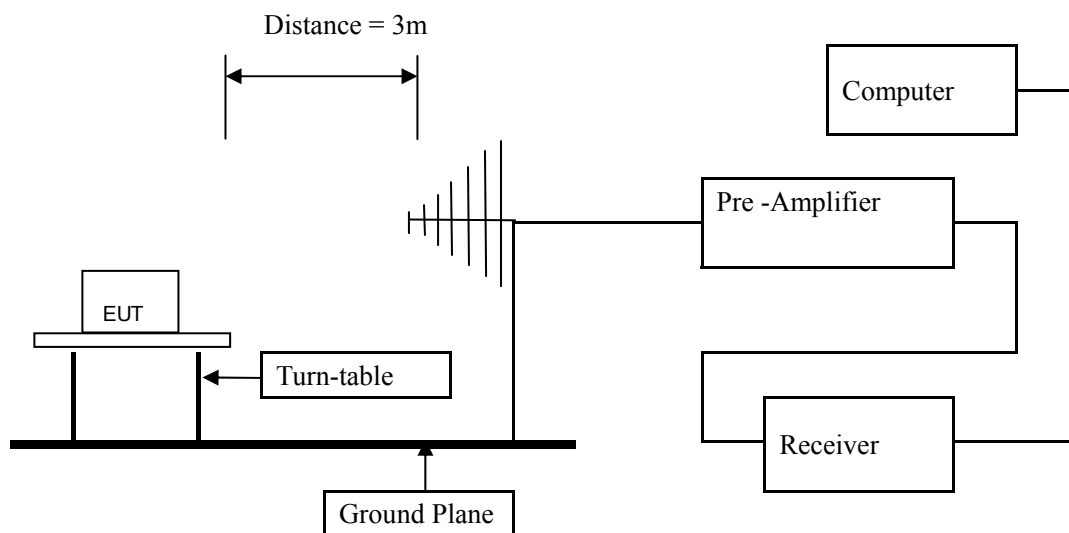 Distance = 3m
Computer
Pre -Amplifier
EUT
Turn-table
Receiver
Ground Plane